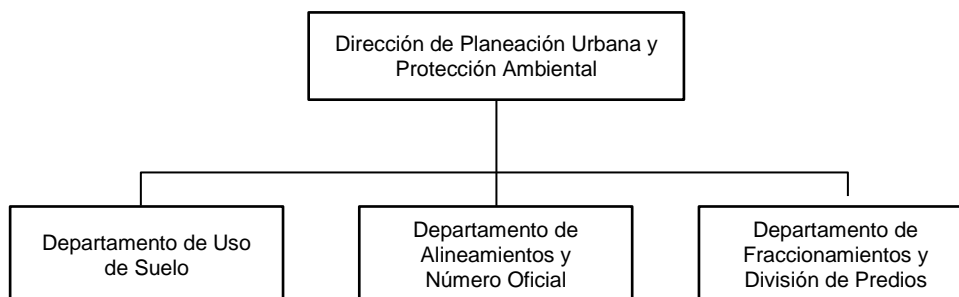 Dirección de Planeación Urbana y
Protección Ambiental
Departamento de Uso
de Suelo
Departamento de
Alineamientos y
Número Oficial
Departamento de
Fraccionamientos y
División de Predios